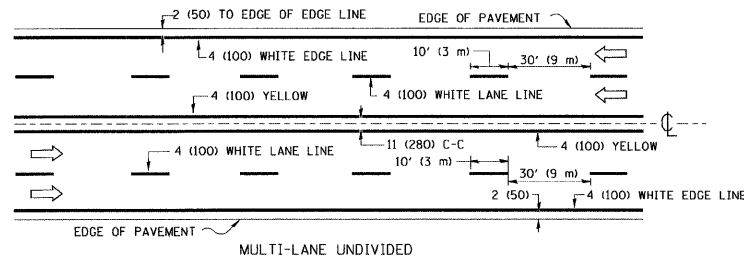 2 (50) TO EDGE OF EDGE LINE
EDGE OF PAVEMENT
4 (100) WHITE EDGE LINE
10' (3 m)
30' (9 m)
4 (100) YELLOW
4 (100) WHITE LANE LINE
4 (100) WHITE LANE LINE
11 (280) C-C
10' (3 m)
4 (100) YELLOW
30' (9 m)
2 (50)
4 (100) WHITE EDGE LINE
EDGE OF PAVEMENT
MULTI-LANE UNDIVIDED